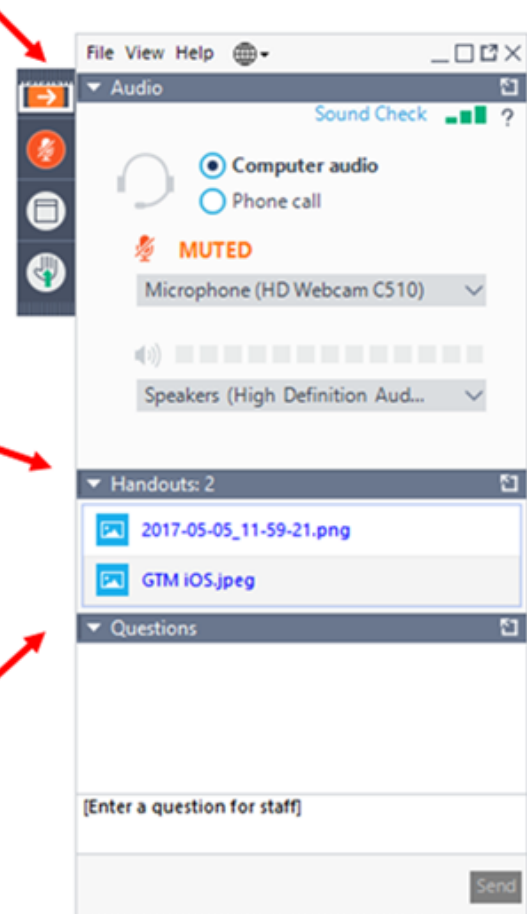 File View Help
Audio
Sound Check ?
Computer audio
Phone call
MUTED
Microphone (HD Webcam C510)
Speakers (High Definition Aud...
Handouts: 2
2017-05-05_11-59-21.png
GTM iOS.jpeg
Questions
[Enter a question for staff]
Send